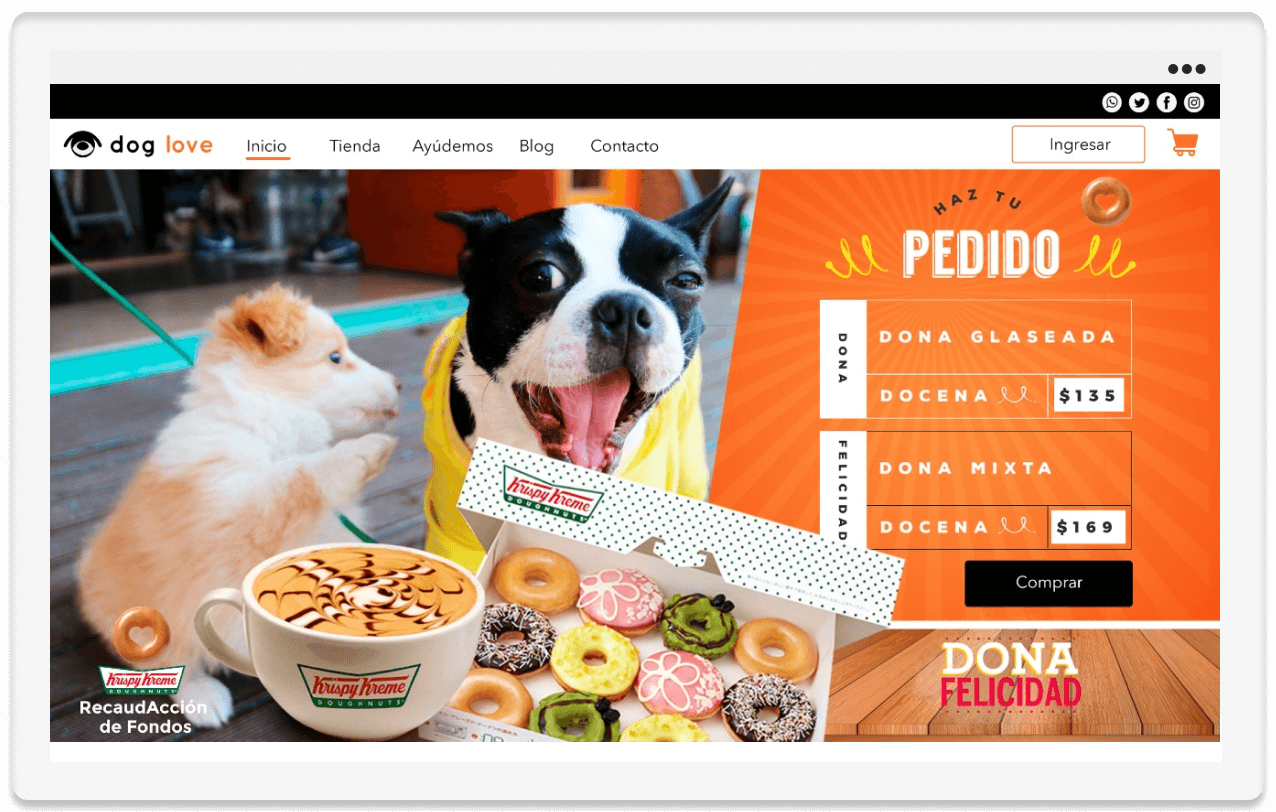 dog love
Inicio
Tienda
Ayúdemos
Blog
Contacto
Ingresar
HAZ TU
PEDIDO
DONA
DONA GLASEADA
DOCENA
$135
FELICIDAD
DONA MIXTA
DOCENA
$169
Comprar
Krispy Kreme
DOUGHNUTS
Krispy Kreme
DOUGHNUTS
Krispy Kreme
DOUGHNUTS
RecaudAcción
de Fondos
DONA
FELICIDAD